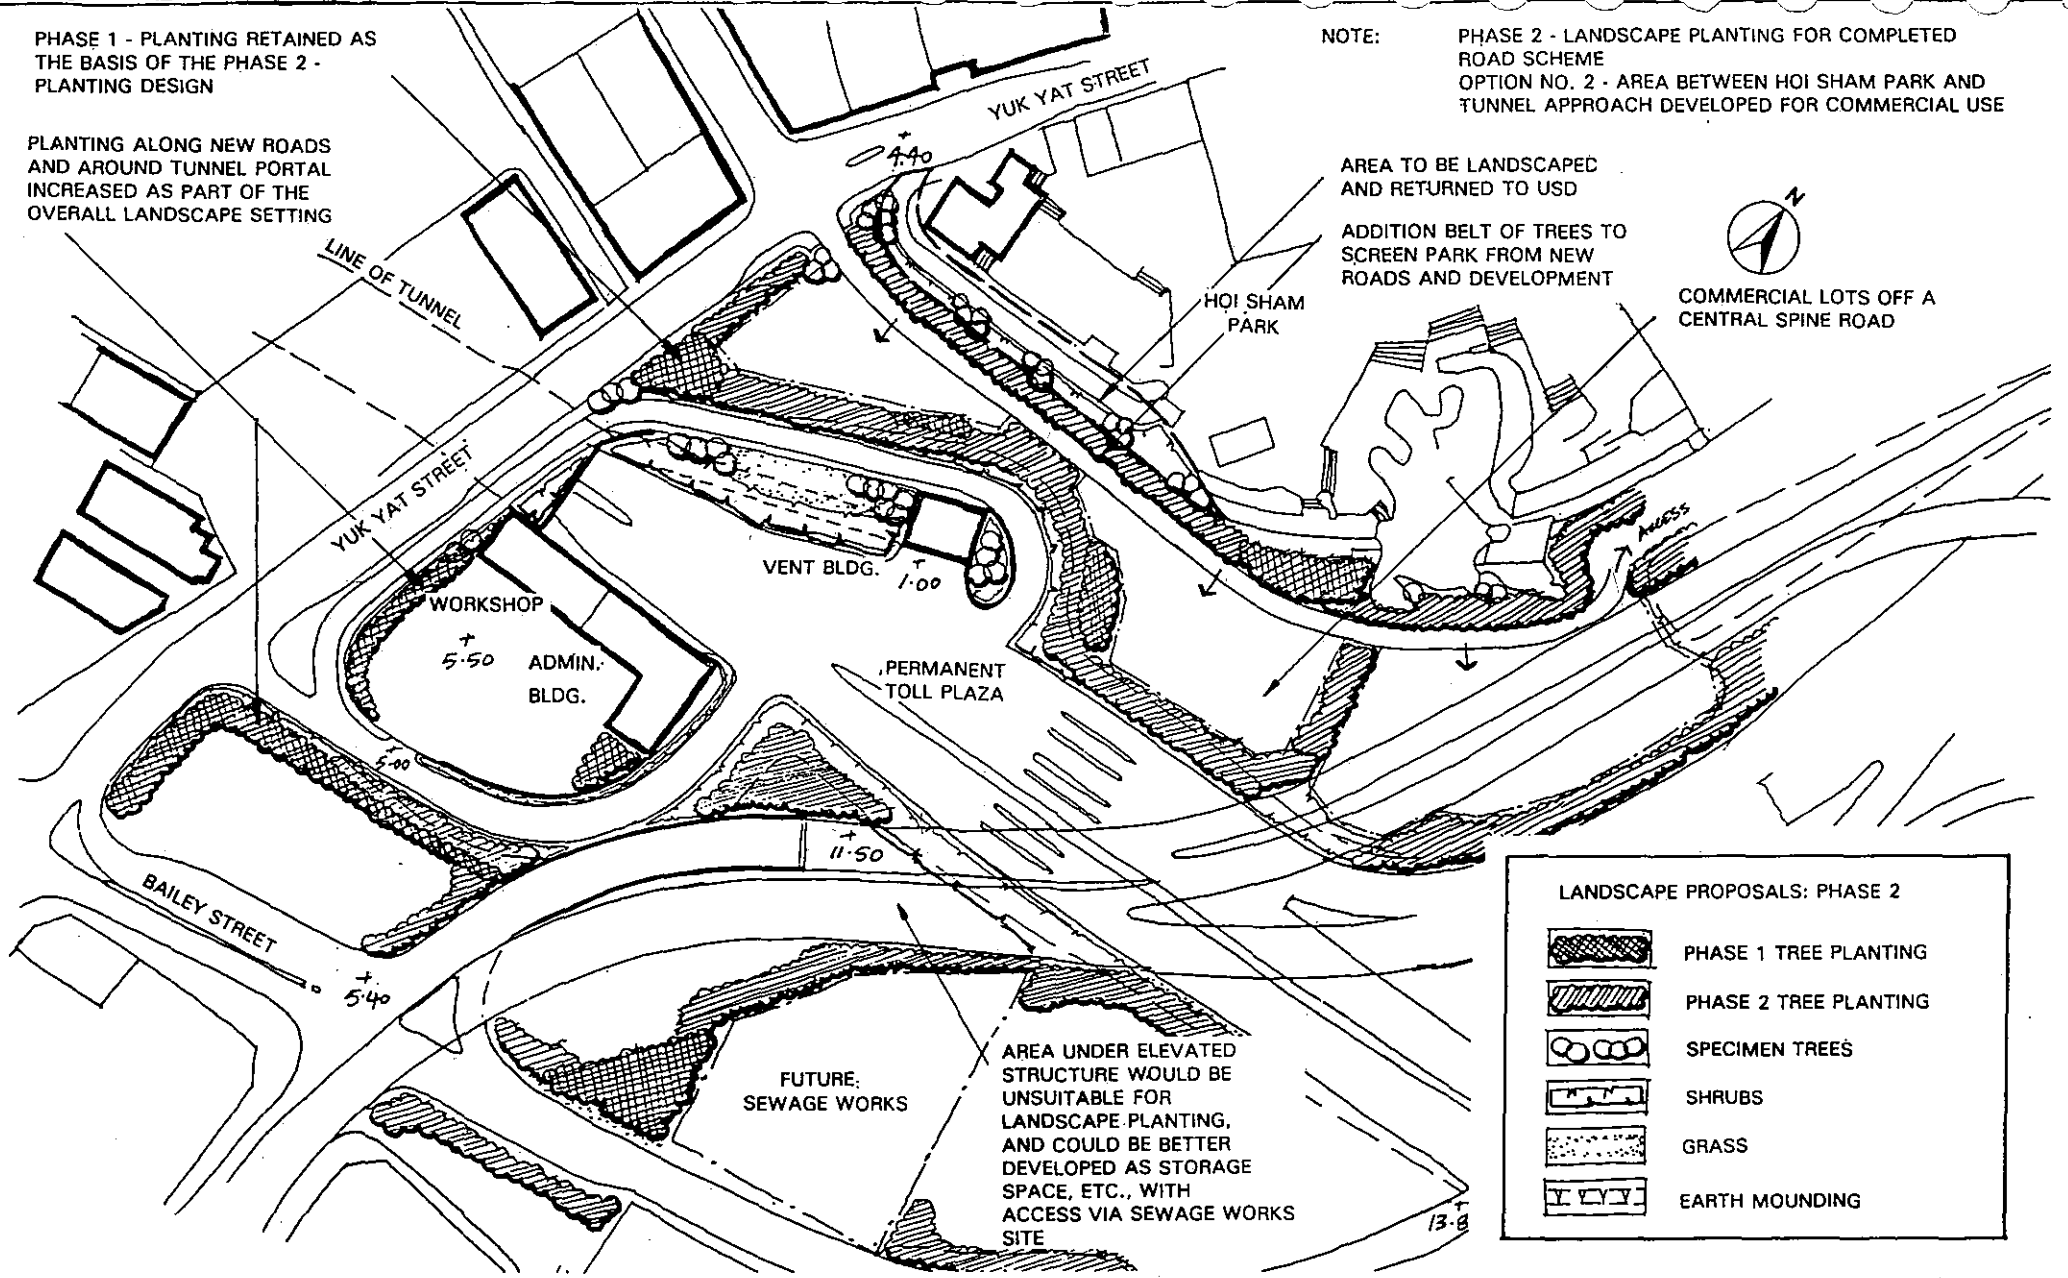 PHASE 1 - PLANTING RETAINED AS
THE BASIS OF THE PHASE 2 -
PLANTING DESIGN
PLANTING ALONG NEW ROADS
AND AROUND TUNNEL PORTAL
INCREASED AS PART OF THE
OVERALL LANDSCAPE SETTING
NOTE:
PHASE 2 - LANDSCAPE PLANTING FOR COMPLETED
ROAD SCHEME
OPTION NO. 2 - AREA BETWEEN HOI SHAM PARK AND
TUNNEL APPROACH DEVELOPED FOR COMMERCIAL USE
YUK YAT STREET
4.40
AREA TO BE LANDSCAPED
AND RETURNED TO USD
ADDITION BELT OF TREES TO
SCREEN PARK FROM NEW
ROADS AND DEVELOPMENT
N
COMMERCIAL LOTS OFF A
CENTRAL SPINE ROAD
LINE OF TUNNEL
HOI SHAM
PARK
YUK YAT STREET
ACCESS
VENT BLDG.
1.00
WORKSHOP
5.50
ADMIN.
BLDG.
PERMANENT
TOLL PLAZA
5.00
11.50
BAILEY STREET
5.40
FUTURE:
SEWAGE WORKS
AREA UNDER ELEVATED
STRUCTURE WOULD BE
UNSUITABLE FOR
LANDSCAPE PLANTING,
AND COULD BE BETTER
DEVELOPED AS STORAGE
SPACE, ETC., WITH
ACCESS VIA SEWAGE WORKS
SITE
13.8
LANDSCAPE PROPOSALS: PHASE 2
PHASE 1 TREE PLANTING
PHASE 2 TREE PLANTING
SPECIMEN TREES
SHRUBS
GRASS
EARTH MOUNDING